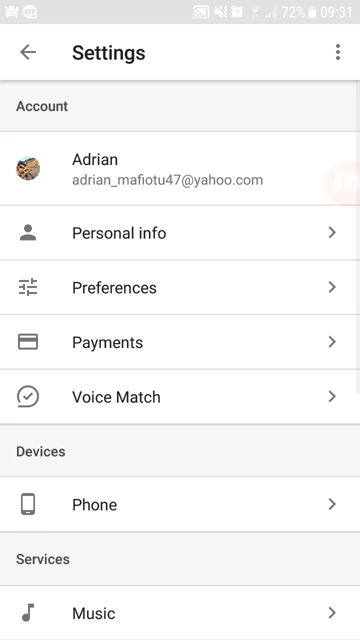 72% 09:31
Settings
Account
Adrian
adrian_mafiotu47@yahoo.com
Personal info
Preferences
Payments
Voice Match
Devices
Phone
Services
Music